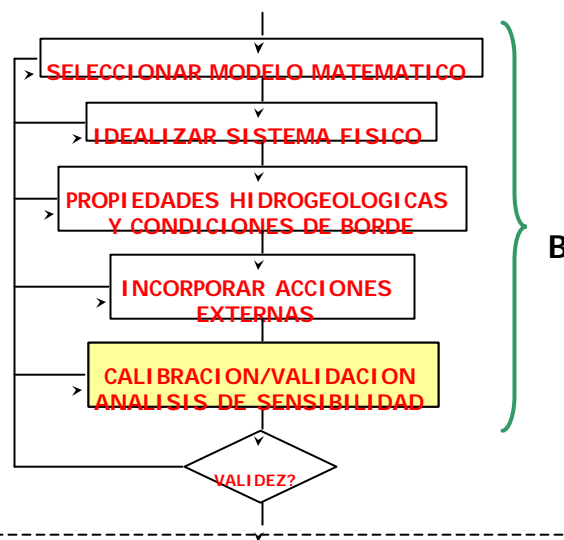 SELECCIONAR MODELO MATEMATICO
IDEALIZAR SISTEMA FISICO
PROPIEDADES HIDROGEOLOGICAS
Y CONDICIONES DE BORDE
INCORPORAR ACCIONES
EXTERNAS
CALIBRACION/VALIDACION
ANALISIS DE SENSIBILIDAD
VALIDEZ?
B